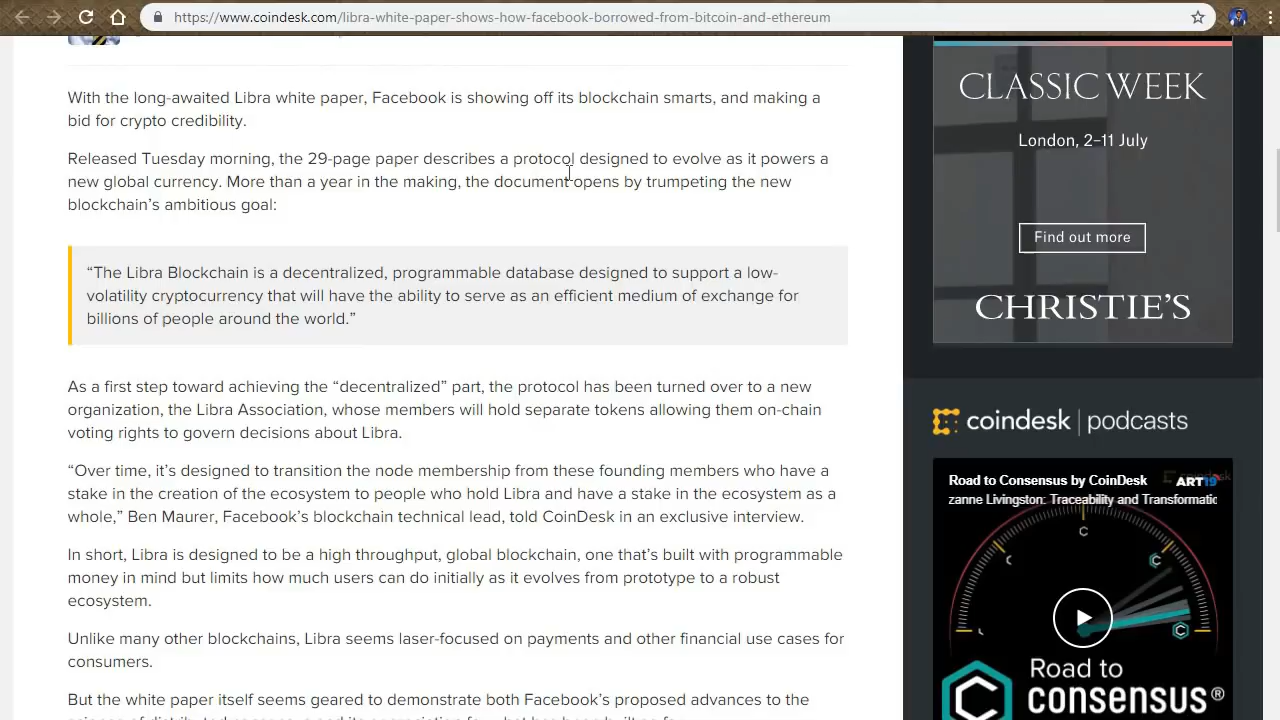 https://www.coindesk.com/libra-white-paper-shows-how-facebook-borrowed-from-bitcoin-and-ethereum
With the long-awaited Libra white paper, Facebook is showing off its blockchain smarts, and making a
bid for crypto credibility.
Released Tuesday morning, the 29-page paper describes a protocol designed to evolve as it powers a
new global currency. More than a year in the making, the document opens by trumpeting the new
blockchain’s ambitious goal:
“The Libra Blockchain is a decentralized, programmable database designed to support a low-
volatility cryptocurrency that will have the ability to serve as an efficient medium of exchange for
billions of people around the world.”
As a first step toward achieving the “decentralized” part, the protocol has been turned over to a new
organization, the Libra Association, whose members will hold separate tokens allowing them on-chain
voting rights to govern decisions about Libra.
“Over time, it’s designed to transition the node membership from these founding members who have a
stake in the creation of the ecosystem to people who hold Libra and have a stake in the ecosystem as a
whole,” Ben Maurer, Facebook’s blockchain technical lead, told CoinDesk in an exclusive interview.
In short, Libra is designed to be a high throughput, global blockchain, one that’s built with programmable
money in mind but limits how much users can do initially as it evolves from prototype to a robust
ecosystem.
Unlike many other blockchains, Libra seems laser-focused on payments and other financial use cases for
consumers.
But the white paper itself seems geared to demonstrate both Facebook’s proposed advances to the
CLASSIC WEEK
London, 2–11 July
Find out more
CHRISTIE'S
coindesk | podcasts
Road to Consensus by CoinDesk
ART19
zanne Livingston: Traceability and Transformatio
Road to
consensus®